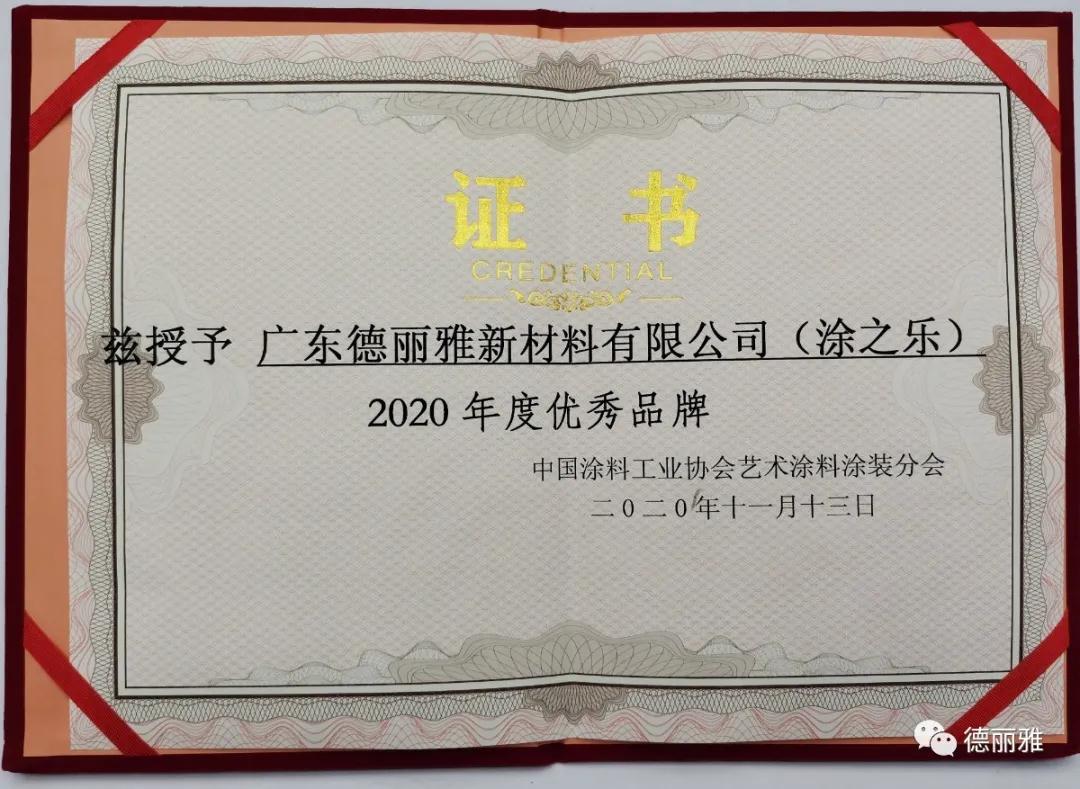 证 书
CREDENTIAL
兹授予 广东德丽雅新材料有限公司（涂之乐）
2020 年度优秀品牌
中国涂料工业协会艺术涂料涂装分会
二0二0年十一月十三日
德丽雅